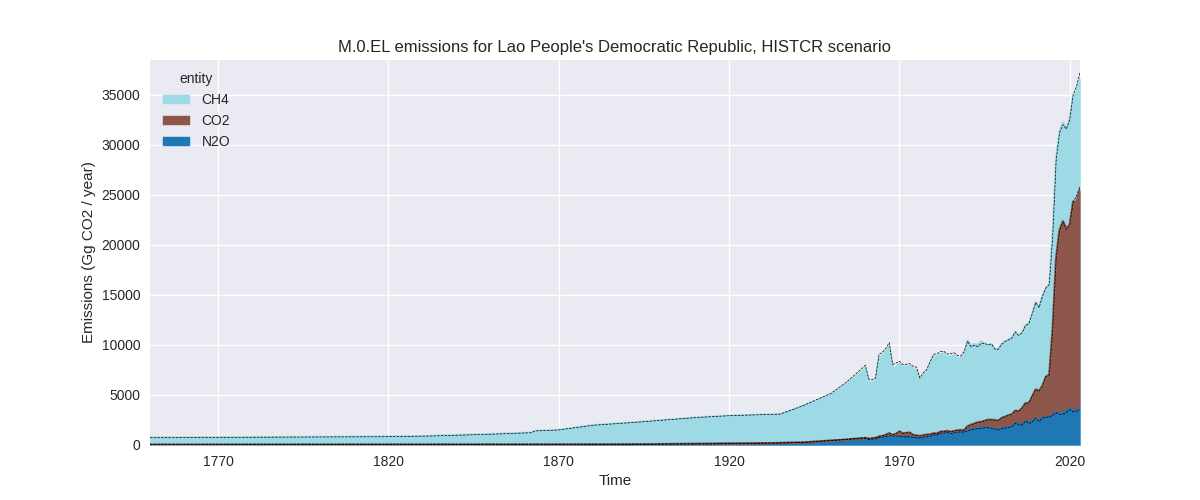 M.0.EL emissions for Lao People's Democratic Republic, HISTCR scenario
entity
CH4
CO2
N2O
35000
30000
25000
20000
15000
10000
5000
0
Emissions (Gg CO2 / year)
1770
1820
1870
1920
1970
2020
Time